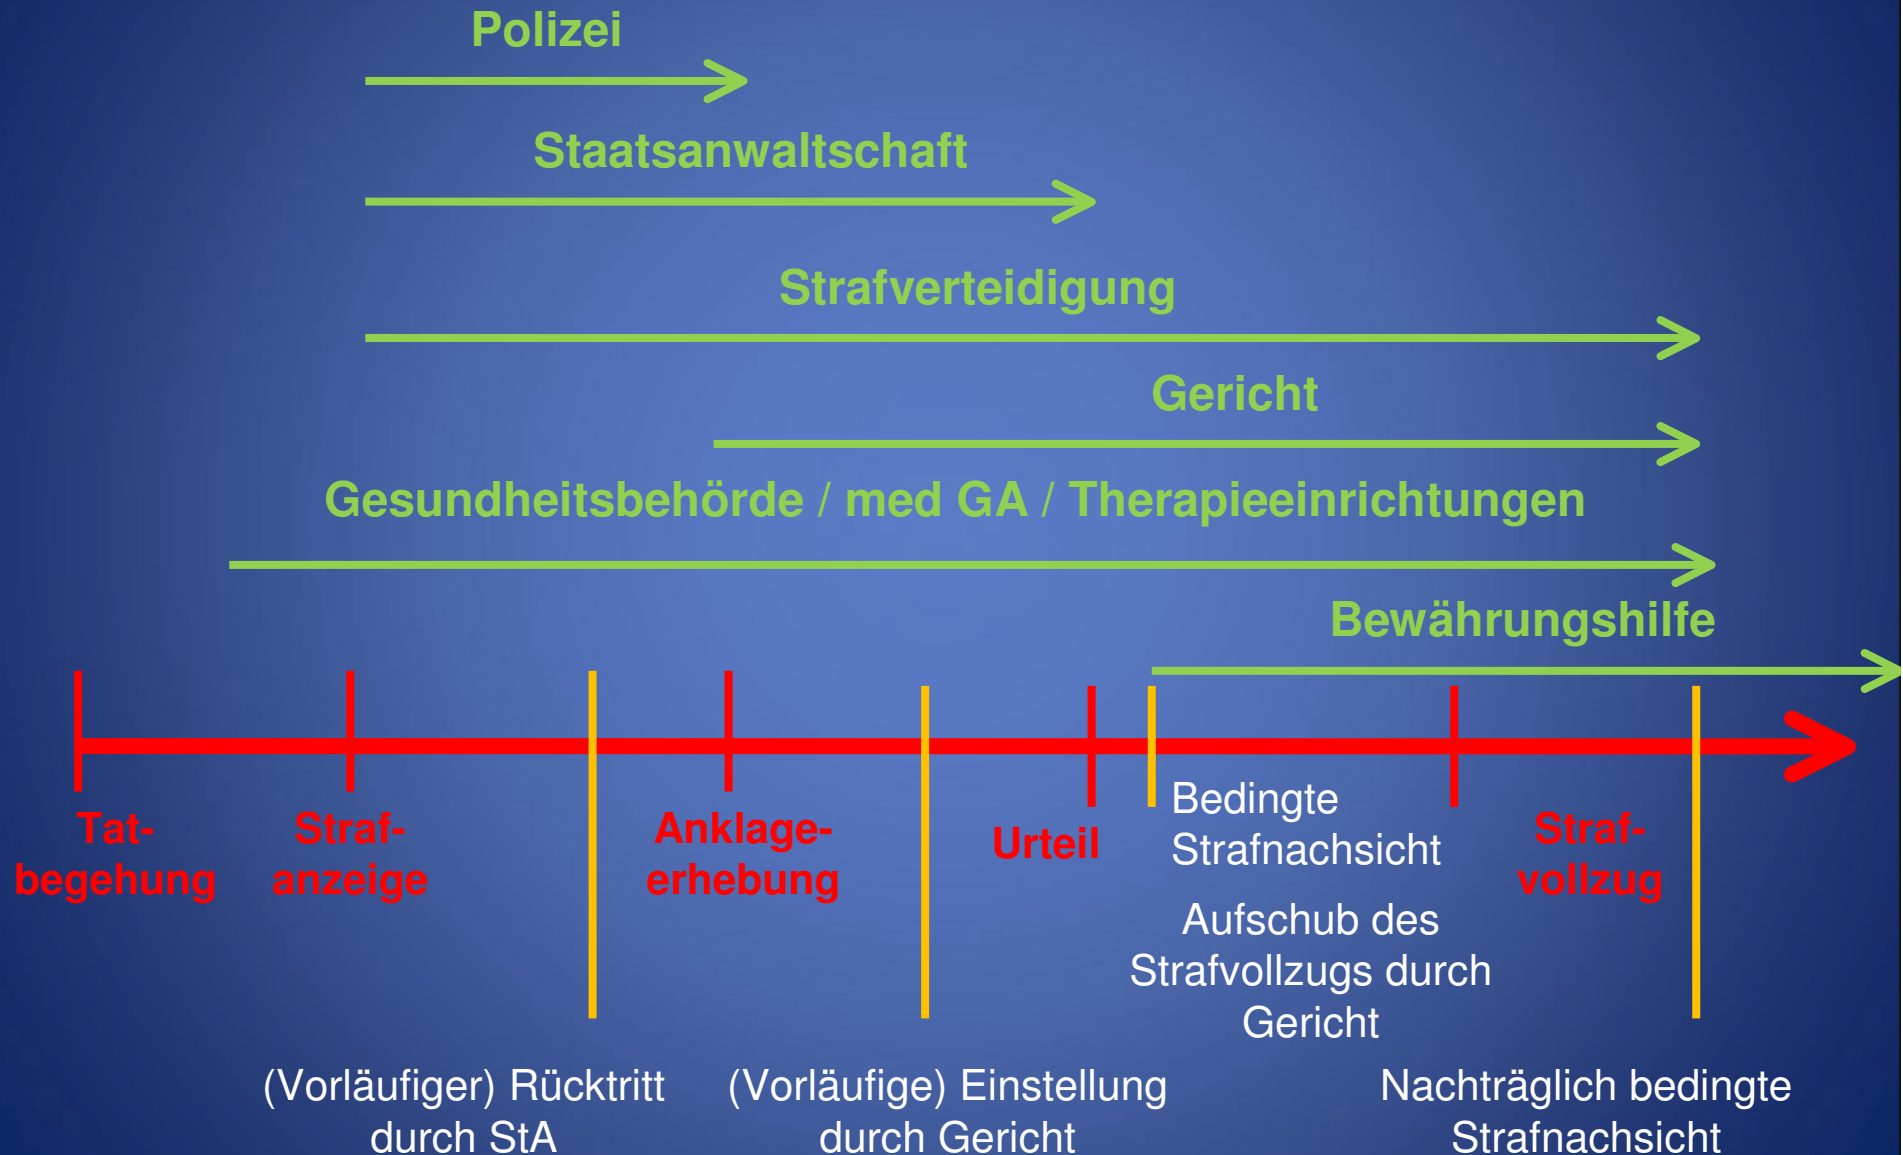 Polizei
Staatsanwaltschaft
Strafverteidigung
Gericht
Gesundheitsbehörde / med GA / Therapieeinrichtungen
Bewährungshilfe
Tat-
begehung
Straf-
anzeige
Anklage-
erhebung
Urteil
Bedingte
Strafnachsicht
Aufschub des
Strafvollzugs durch
Gericht
Straf-
vollzug
(Vorläufiger) Rücktritt
durch StA
(Vorläufige) Einstellung
durch Gericht
Nachträglich bedingte
Strafnachsicht